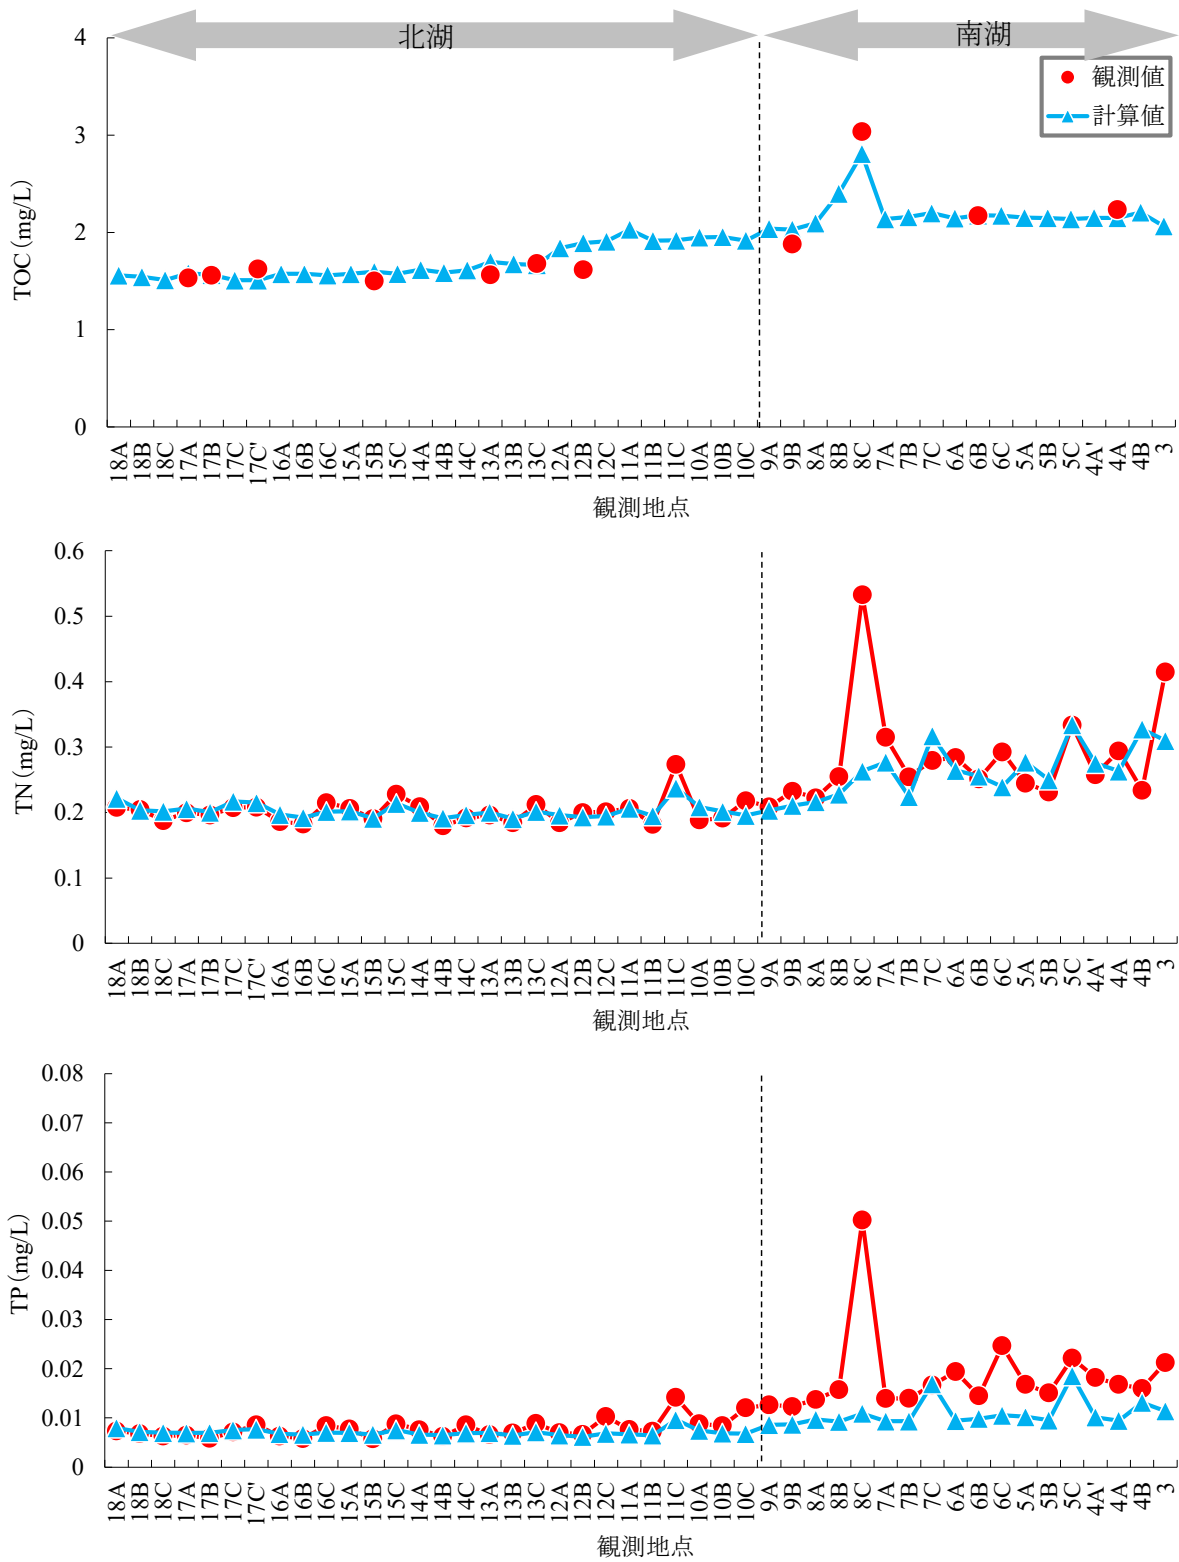 北湖
南湖
観測値
計算値
4
3
2
1
0
TOC (mg/L)
18A 18B 18C 17A 17B 17C 17C' 16A 16B 16C 15A 15B 15C 14A 14B 14C 13A 13B 13C 12A 12B 12C 11A 11B 11C 10A 10B 10C 9A 9B 8A 8B 8C 7A 7B 7C 6A 6B 6C 5A 5B 5C 4A' 4A 4B 3
観測地点
0.6
0.5
0.4
0.3
0.2
0.1
0
TN (mg/L)
18A 18B 18C 17A 17B 17C 17C' 16A 16B 16C 15A 15B 15C 14A 14B 14C 13A 13B 13C 12A 12B 12C 11A 11B 11C 10A 10B 10C 9A 9B 8A 8B 8C 7A 7B 7C 6A 6B 6C 5A 5B 5C 4A' 4A 4B 3
観測地点
0.08
0.07
0.06
0.05
0.04
0.03
0.02
0.01
0
TP (mg/L)
18A 18B 18C 17A 17B 17C 17C' 16A 16B 16C 15A 15B 15C 14A 14B 14C 13A 13B 13C 12A 12B 12C 11A 11B 11C 10A 10B 10C 9A 9B 8A 8B 8C 7A 7B 7C 6A 6B 6C 5A 5B 5C 4A' 4A 4B 3
観測地点